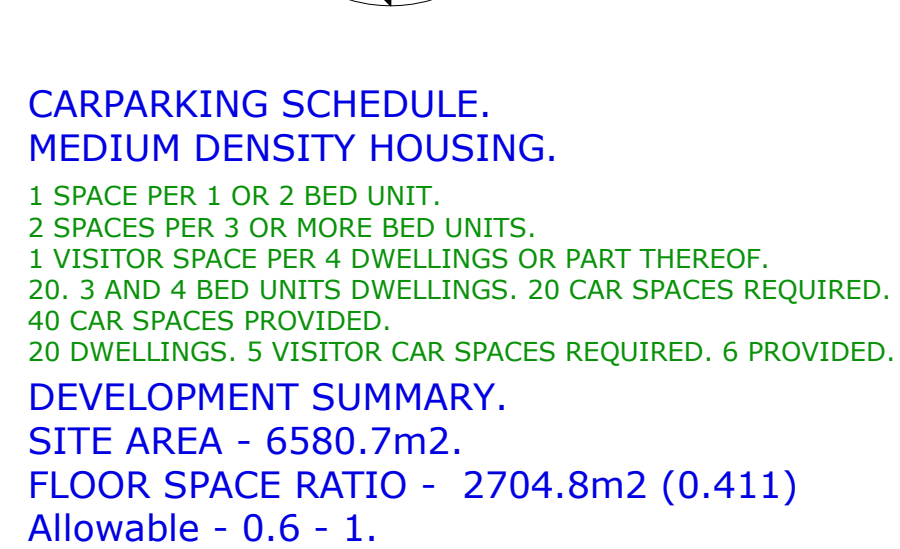 CARPARKING SCHEDULE.
MEDIUM DENSITY HOUSING.
1 SPACE PER 1 OR 2 BED UNIT.
2 SPACES PER 3 OR MORE BED UNITS.
1 VISITOR SPACE PER 4 DWELLINGS OR PART THEREOF.
20. 3 AND 4 BED UNITS DWELLINGS. 20 CAR SPACES REQUIRED.
40 CAR SPACES PROVIDED.
20 DWELLINGS. 5 VISITOR CAR SPACES REQUIRED. 6 PROVIDED.
DEVELOPMENT SUMMARY.
SITE AREA - 6580.7m2.
FLOOR SPACE RATIO -  2704.8m2 (0.411)
Allowable - 0.6 - 1.